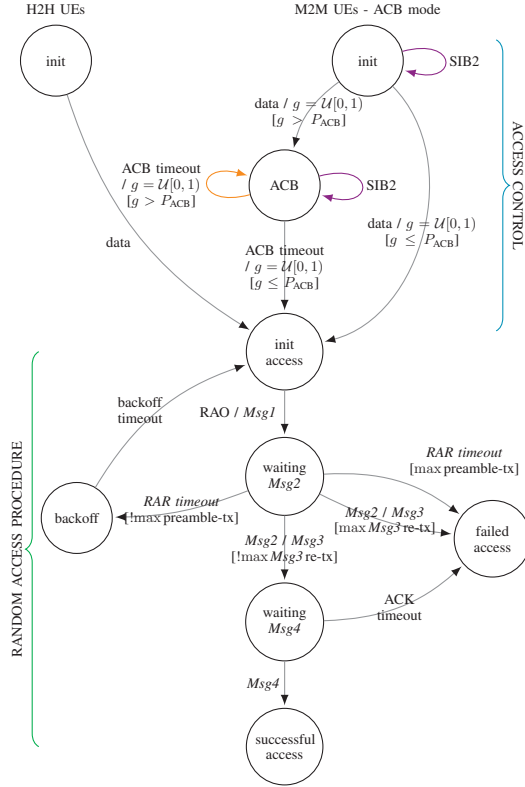 H2H UEs
M2M UEs - ACB mode
init
init
SIB2
data / g = U[0, 1)
[g > P_ACB]
ACB timeout
/ g = U[0, 1)
[g > P_ACB]
ACB
SIB2
data / g = U[0, 1)
[g ≤ P_ACB]
data
ACB timeout
/ g = U[0, 1)
[g ≤ P_ACB]
ACCESS CONTROL
init
access
backoff
timeout
RAO / Msg1
waiting
Msg2
RAR timeout
[max preamble-tx]
backoff
RAR timeout
[!max preamble-tx]
Msg2 / Msg3
[max Msg3 re-tx]
failed
access
Msg2 / Msg3
[!max Msg3 re-tx]
waiting
Msg4
ACK
timeout
Msg4
successful
access
RANDOM ACCESS PROCEDURE